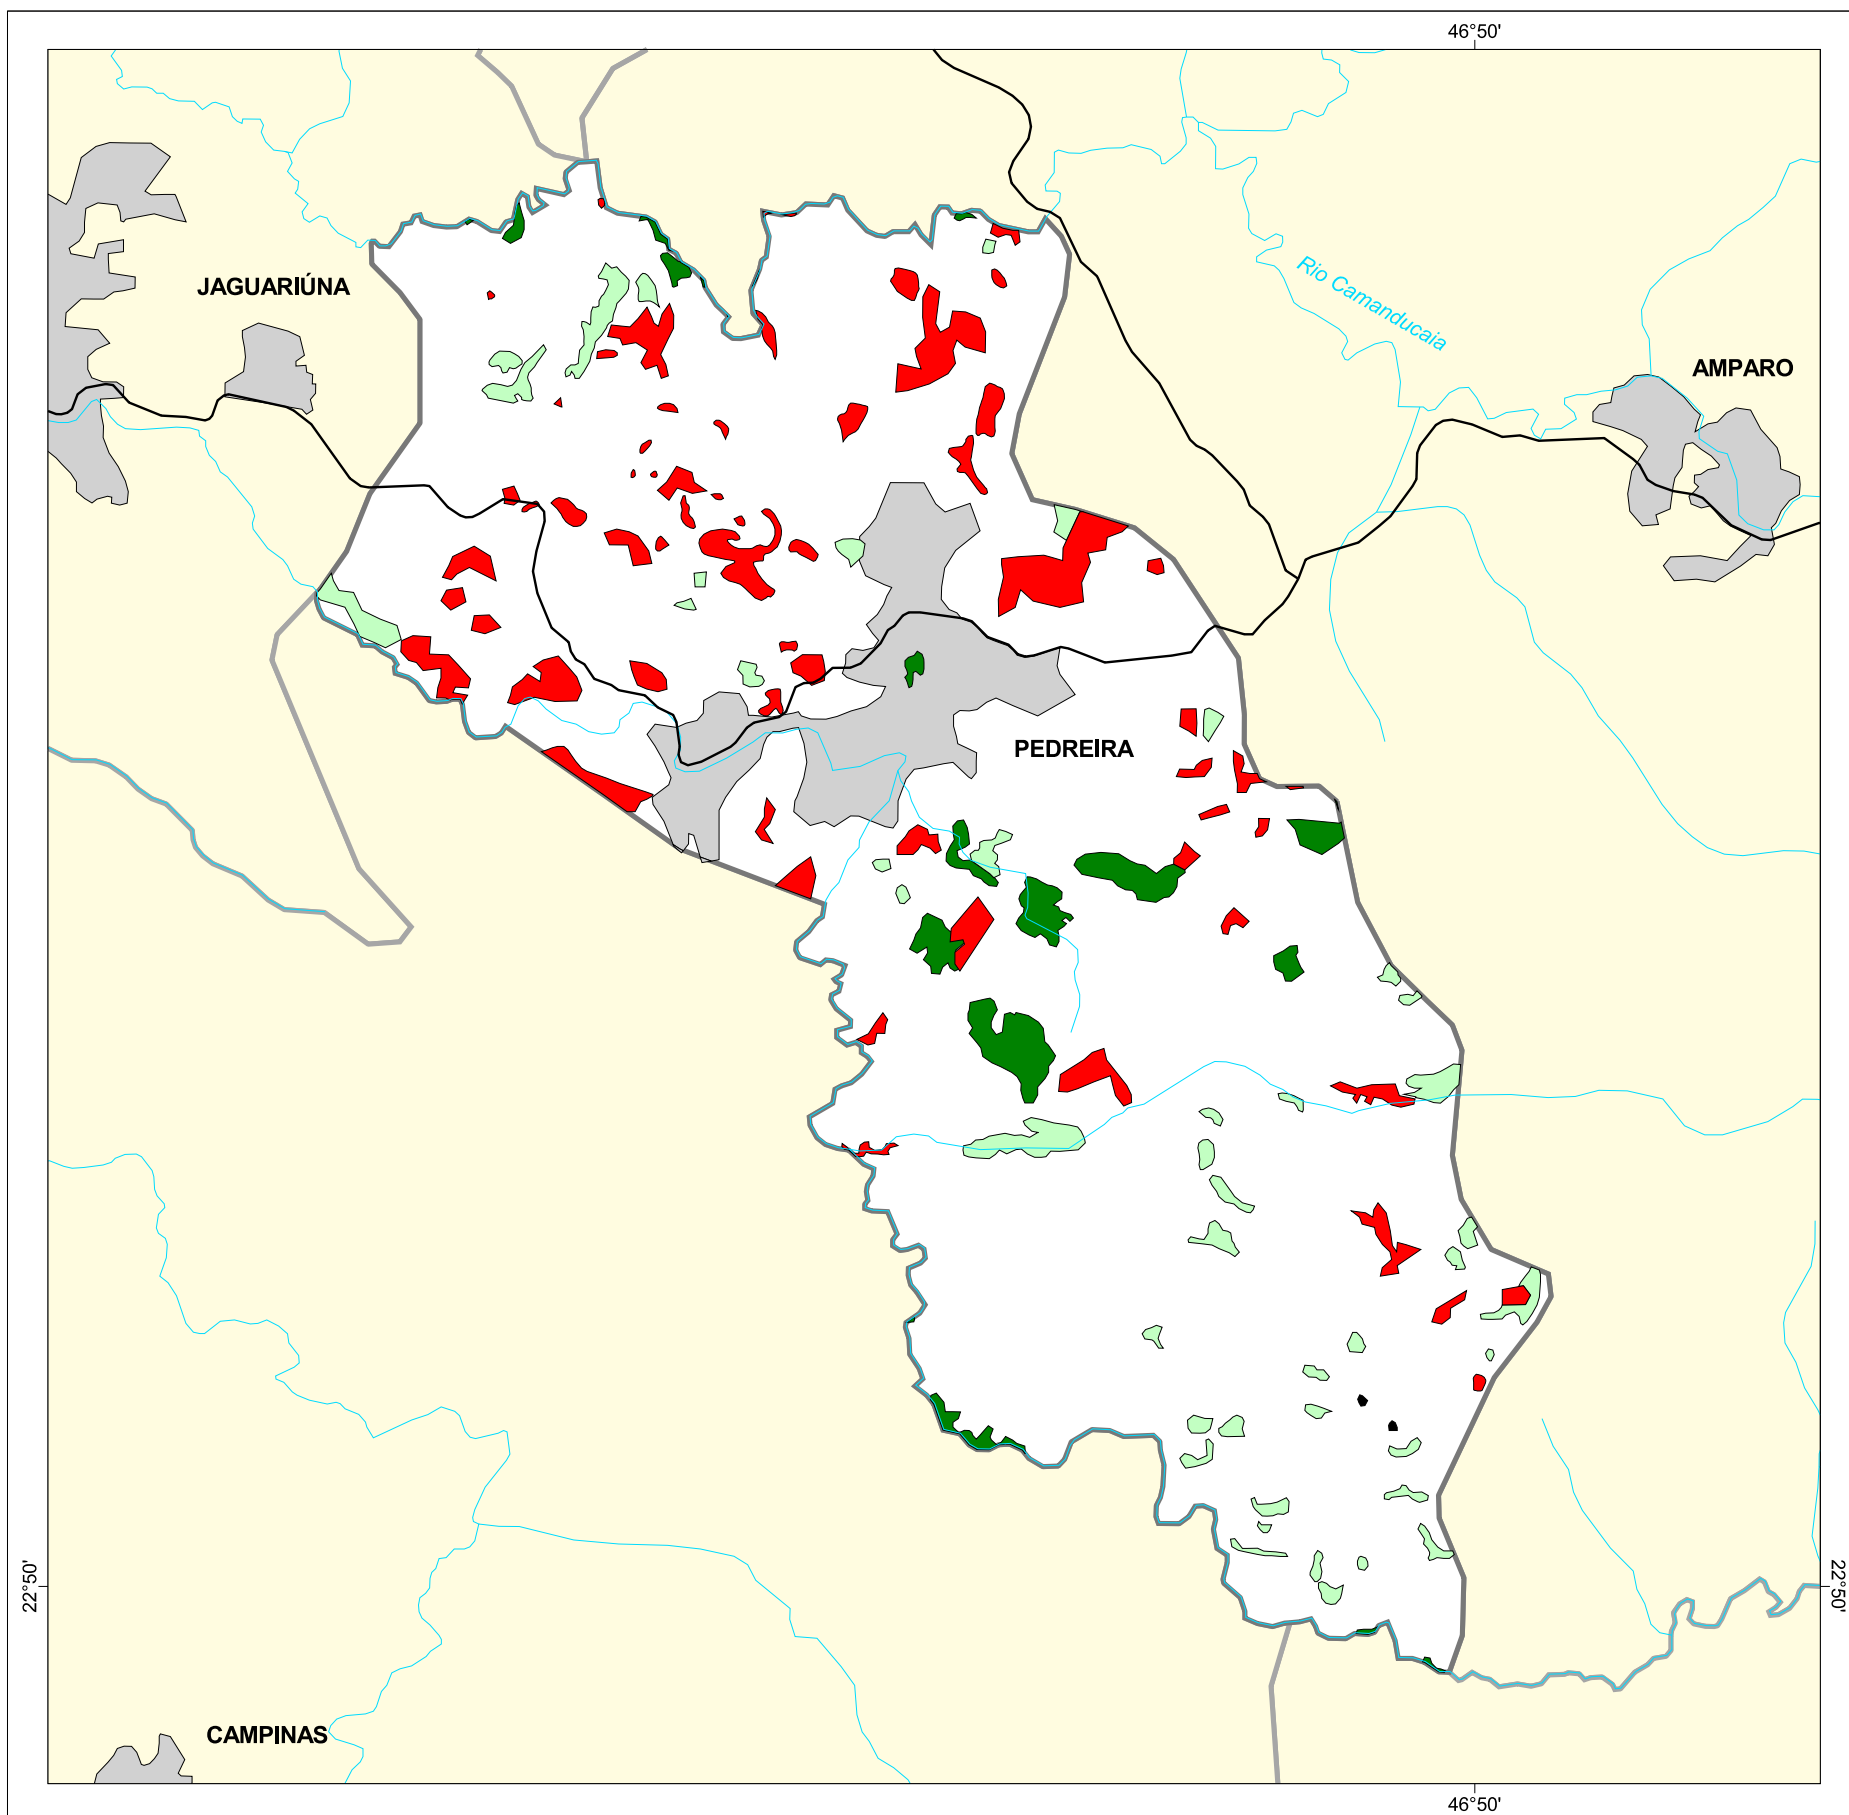 46°50'
JAGUARIÚNA
Rio Camanducaia
AMPARO
PEDREIRA
22°50'
22°50'
CAMPINAS
46°50'